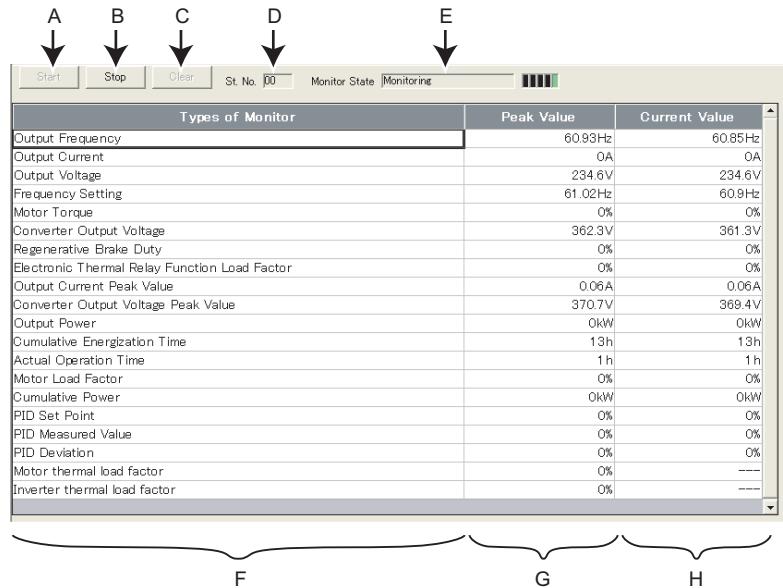 A B C D E
Start Stop Clear St. No. 00 Monitor State Monitoring
Types of Monitor Peak Value Current Value
Output Frequency 60.93Hz 60.85Hz
Output Current 0A 0A
Output Voltage 234.6V 234.6V
Frequency Setting 61.02Hz 60.9Hz
Motor Torque 0% 0%
Converter Output Voltage 362.3V 361.3V
Regenerative Brake Duty 0% 0%
Electronic Thermal Relay Function Load Factor 0% 0%
Output Current Peak Value 0.06A 0.06A
Converter Output Voltage Peak Value 370.7V 369.4V
Output Power 0kW 0kW
Cumulative Energization Time 13h 13h
Actual Operation Time 1h 1h
Motor Load Factor 0% 0%
Cumulative Power 0kW 0kW
PID Set Point 0% 0%
PID Measured Value 0% 0%
PID Deviation 0% 0%
Motor thermal load factor 0% ---
Inverter thermal load factor 0% ---
F G H